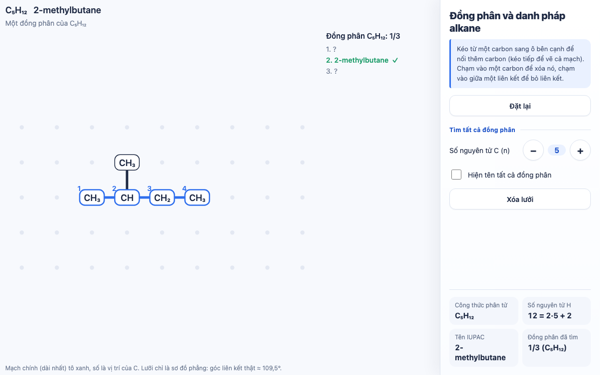 C₅H₁₂ 2-methylbutane
Một đồng phân của C₅H₁₂
Đồng phân C₅H₁₂: 1/3
1. ?
2. 2-methylbutane ✓
3. ?
CH₃
1 2 3 4
CH₃ CH CH₂ CH₃
Mạch chính (dài nhất) tô xanh, số là vị trí của C. Lưới chỉ là sơ đồ phẳng: góc liên kết thật ≈ 109,5°.
Đồng phân và danh pháp
alkane
Kéo từ một carbon sang ô bên cạnh để
nối thêm carbon (kéo tiếp để vẽ cả mạch).
Chạm vào một carbon để xóa nó, chạm
vào giữa một liên kết để bỏ liên kết.
Đặt lại
Tìm tất cả đồng phân
Số nguyên tử C (n) − 5 +
Hiện tên tất cả đồng phân
Xóa lưới
Công thức phân tử
C₅H₁₂
Số nguyên tử H
12 = 2·5 + 2
Tên IUPAC
2-
methylbutane
Đồng phân đã tìm
1/3 (C₅H₁₂)